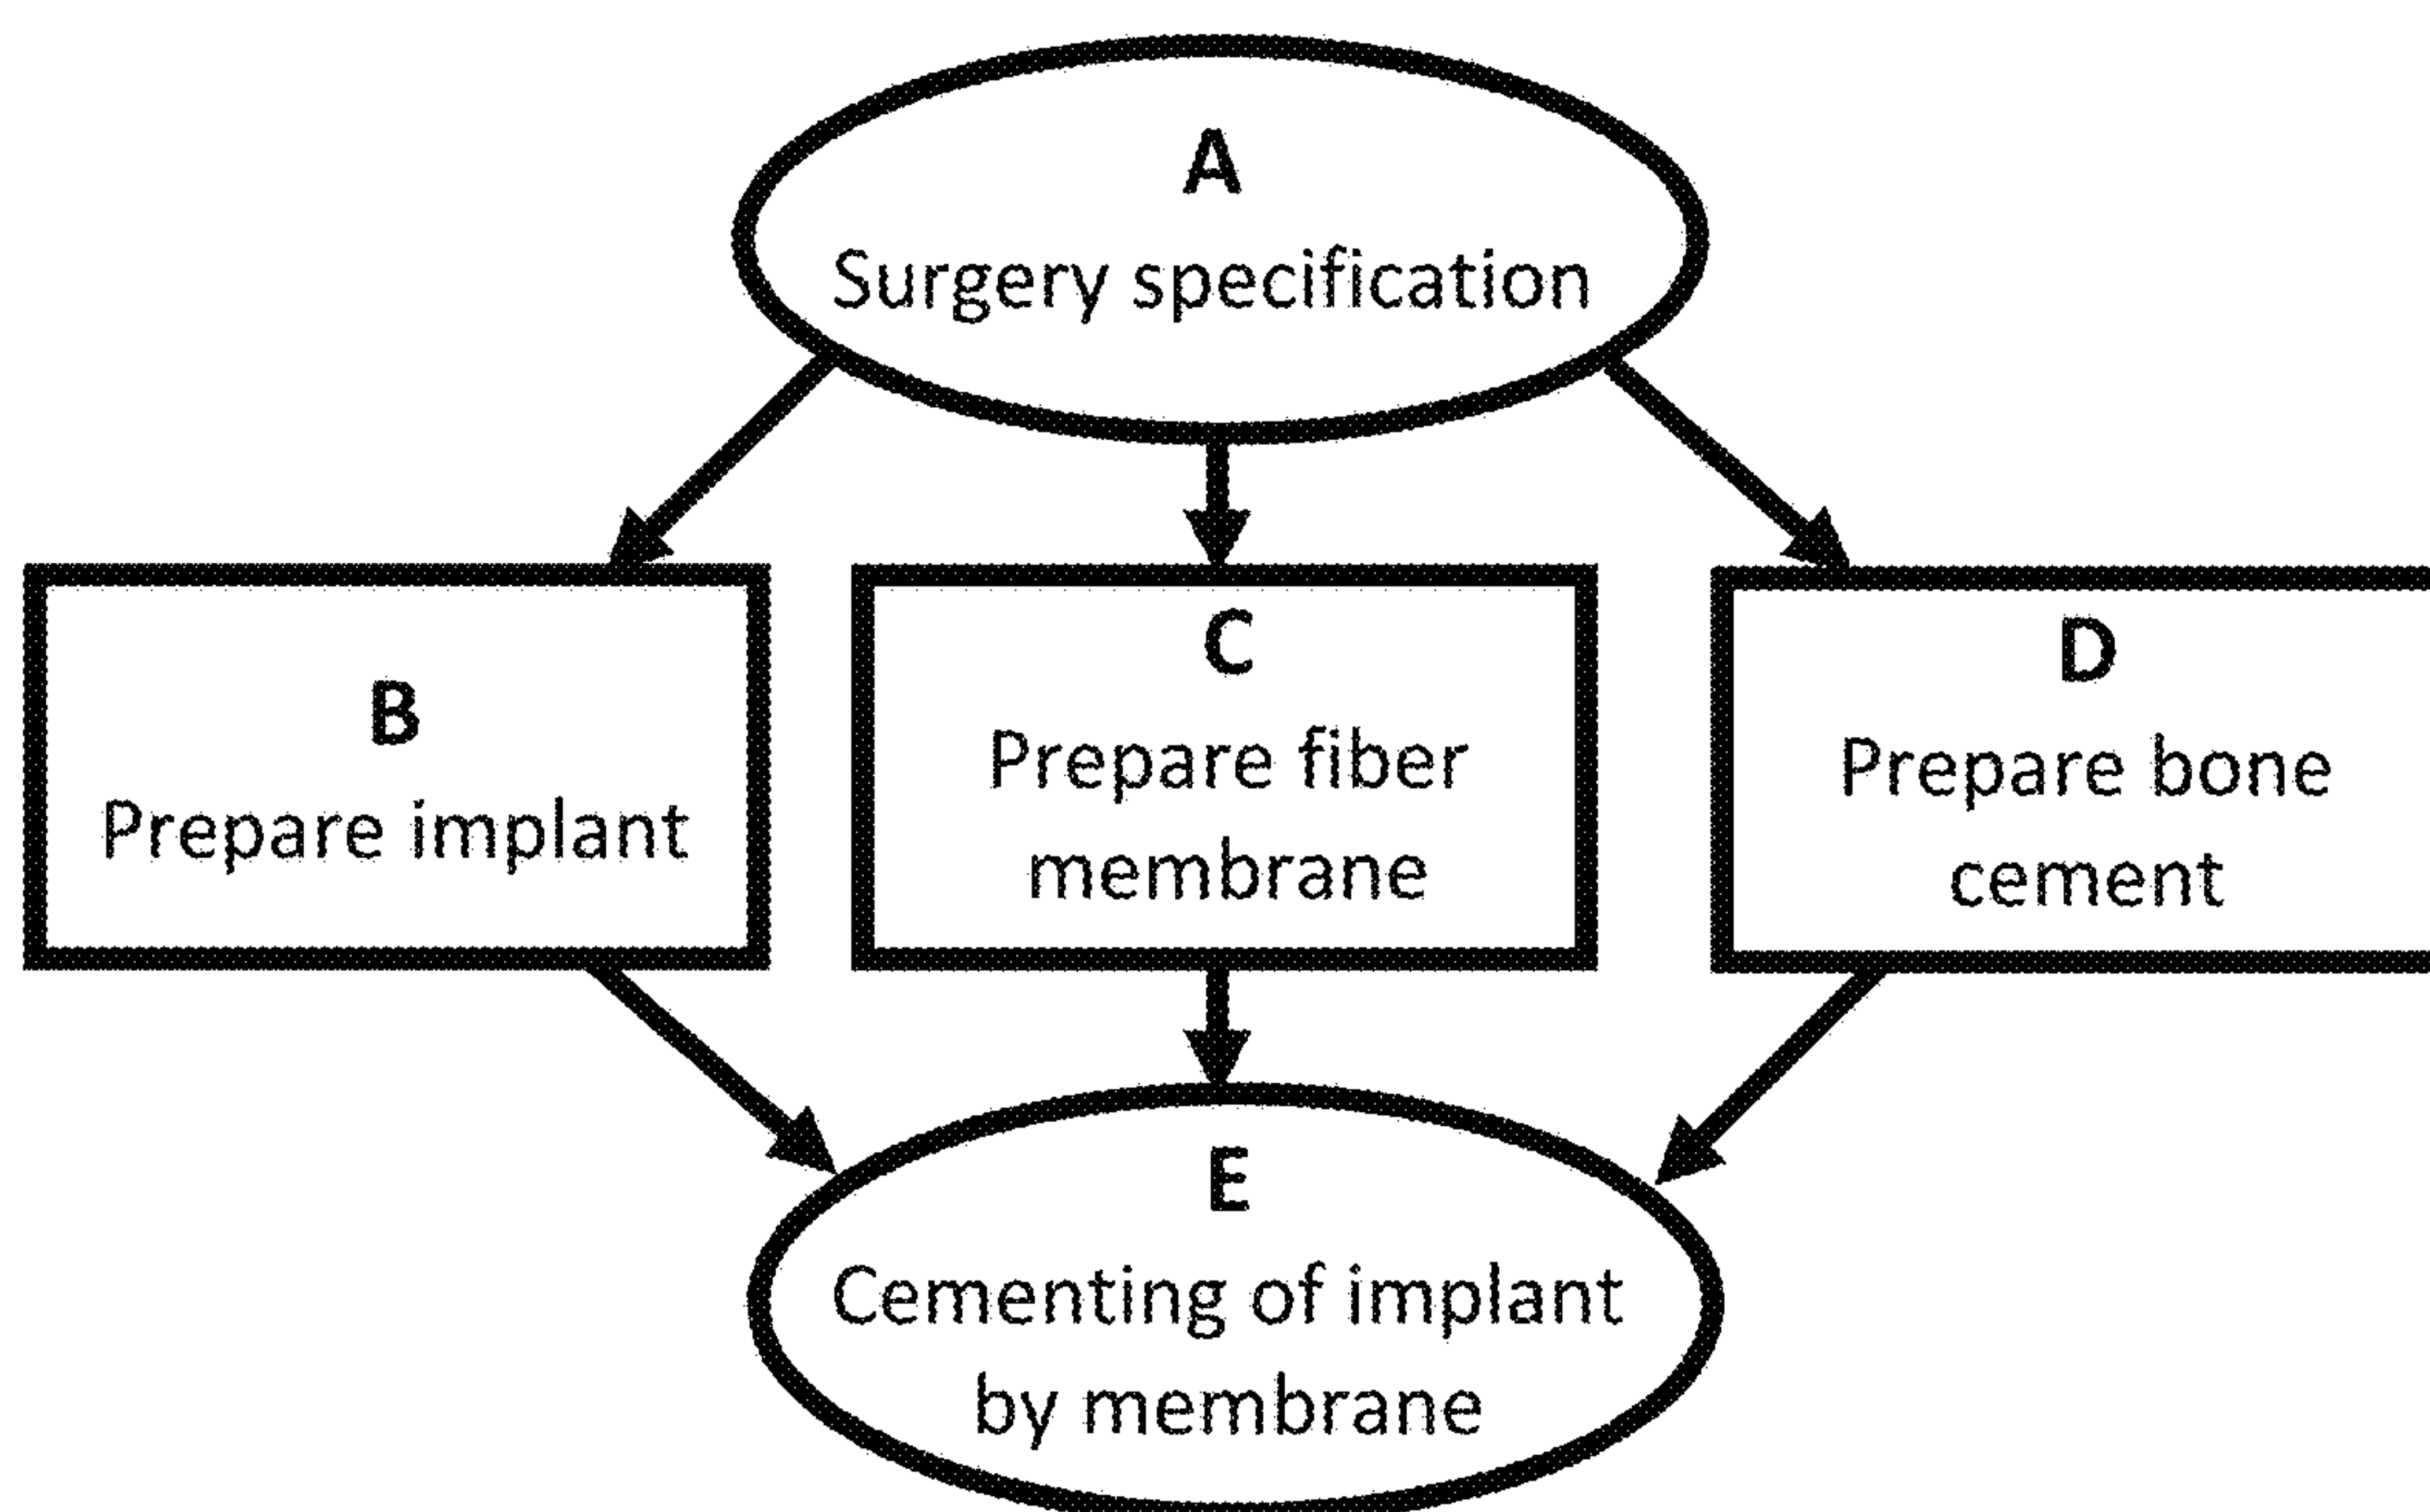 A
Surgery specification
B
Prepare implant
C
Prepare fiber
membrane
D
Prepare bone
cement
E
Cementing of implant
by membrane